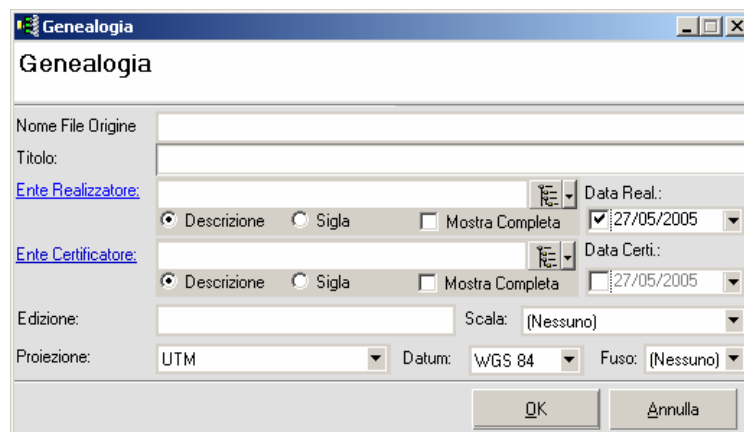 Genealogia
Genealogia
Nome File Origine
Titolo:
Ente Realizzatore:
Data Real.:
Descrizione Sigla Mostra Completa 27/05/2005
Ente Certificatore:
Data Certi.:
Descrizione Sigla Mostra Completa 27/05/2005
Edizione: Scala: (Nessuno)
Proiezione: UTM Datum: WGS 84 Fuso: (Nessuno)
OK Annulla